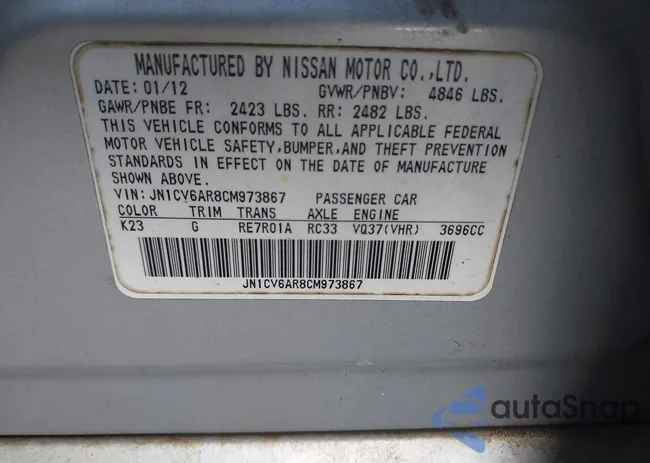 MANUFACTURED BY NISSAN MOTOR CO.,LTD.
DATE: 01/12 GVWR/PNBV: 4846 LBS.
GAWR/PNBE FR: 2423 LBS. RR: 2482 LBS.
THIS VEHICLE CONFORMS TO ALL APPLICABLE FEDERAL
MOTOR VEHICLE SAFETY,BUMPER,AND THEFT PREVENTION
STANDARDS IN EFFECT ON THE DATE OF MANUFACTURE
SHOWN ABOVE.
VIN: JN1CV6AR8CM973867 PASSENGER CAR
COLOR TRIM TRANS AXLE ENGINE
K23 G RE7R01A RC33 VQ37(VHR) 3696CC
JN1CV6AR8CM973867
autoSnap